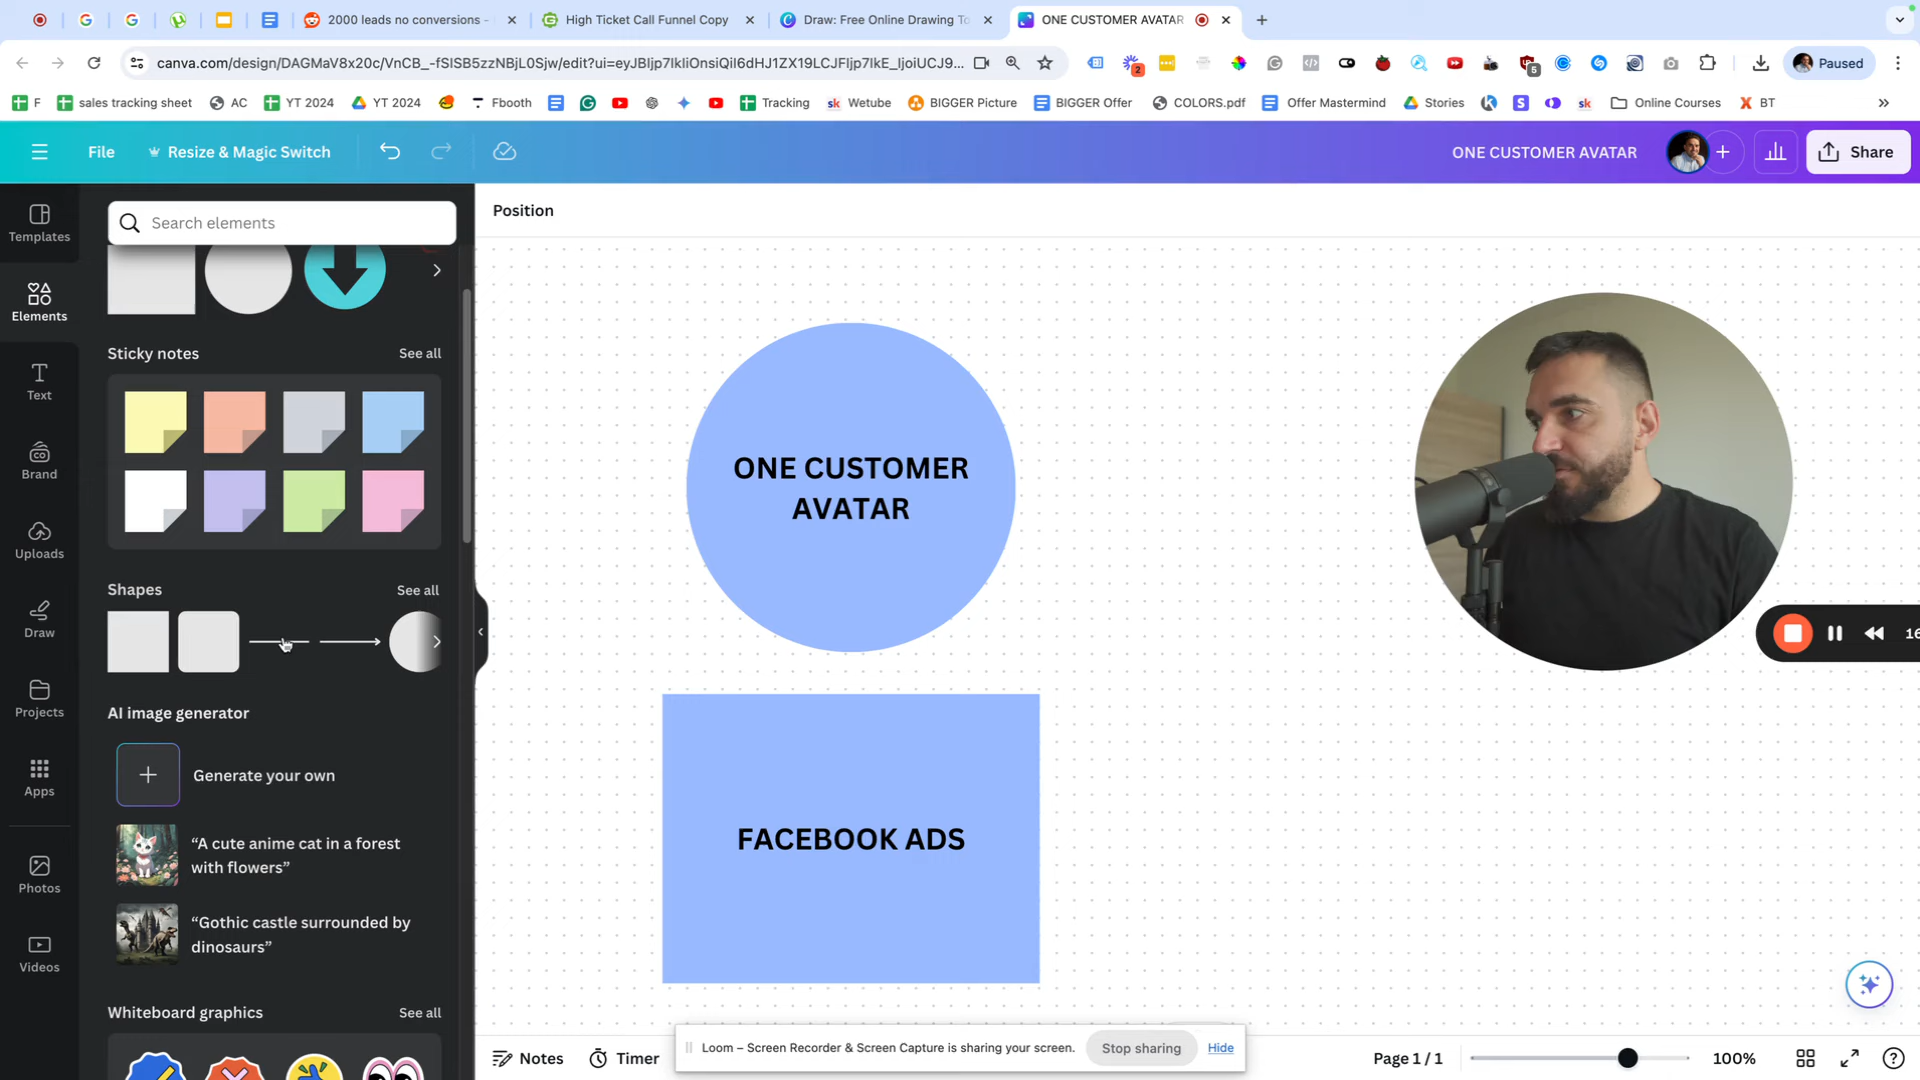 2000 leads no conversions -
High Ticket Call Funnel Copy
Draw: Free Online Drawing To
ONE CUSTOMER AVATAR
canva.com/design/DAGMaV8x20c/
Paused
F
sales tracking sheet
AC
YT 2024
YT 2024
Fbooth
Tracking
Wetube
BIGGER Picture
BIGGER Offer
COLORS.pdf
Offer Mastermind
Stories
Online Courses
BT
File
Resize & Magic Switch
ONE CUSTOMER AVATAR
Share
Templates
Elements
Text
Brand
Uploads
Draw
Projects
Apps
Photos
Videos
Search elements
Sticky notes
See all
Shapes
See all
AI image generator
Generate your own
“A cute anime cat in a forest
with flowers”
“Gothic castle surrounded by
dinosaurs”
Whiteboard graphics
See all
Position
ONE CUSTOMER
AVATAR
FACEBOOK ADS
16
Notes
Timer
Loom – Screen Recorder & Screen Capture is sharing your screen.
Stop sharing
Hide
Page 1 / 1
100%